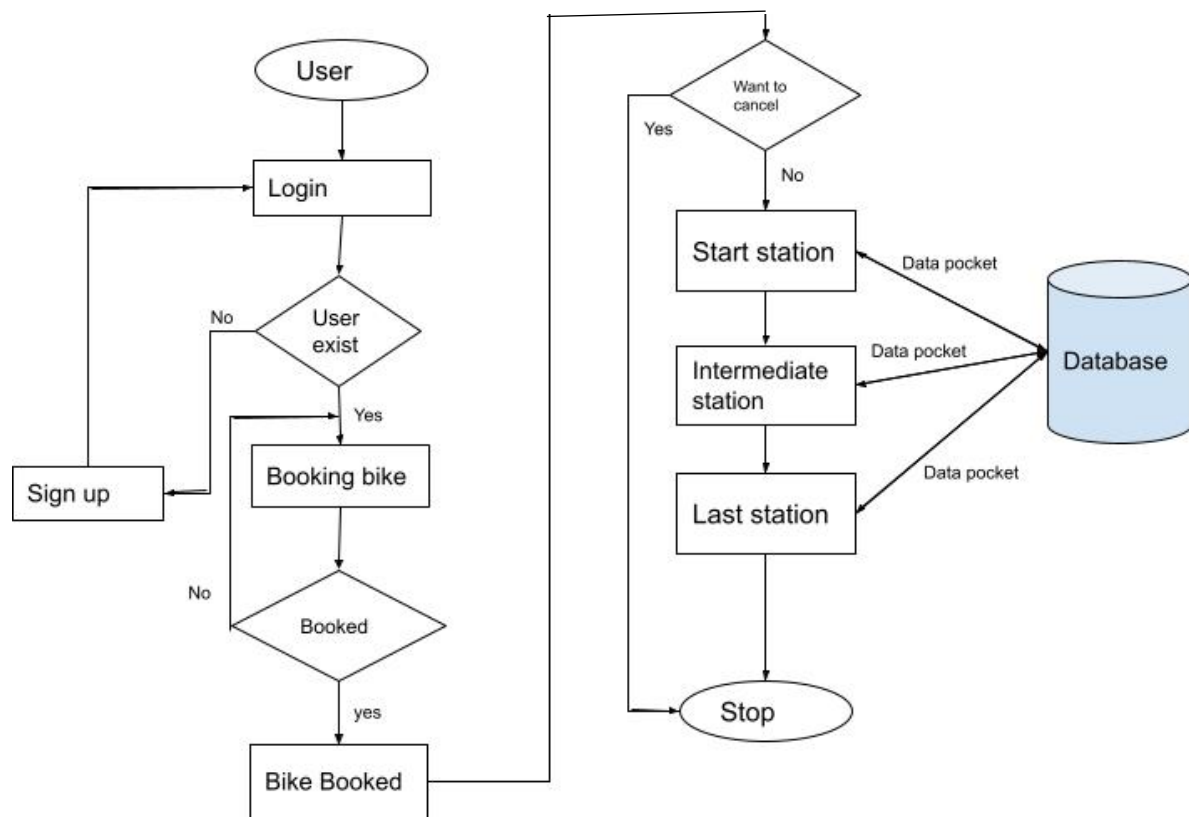 User
Login
User
exist
No
Yes
Sign up
Booking bike
No
Booked
yes
Bike Booked
Want to
cancel
Yes
No
Start station
Data pocket
Intermediate
station
Data pocket
Database
Last station
Data pocket
Stop